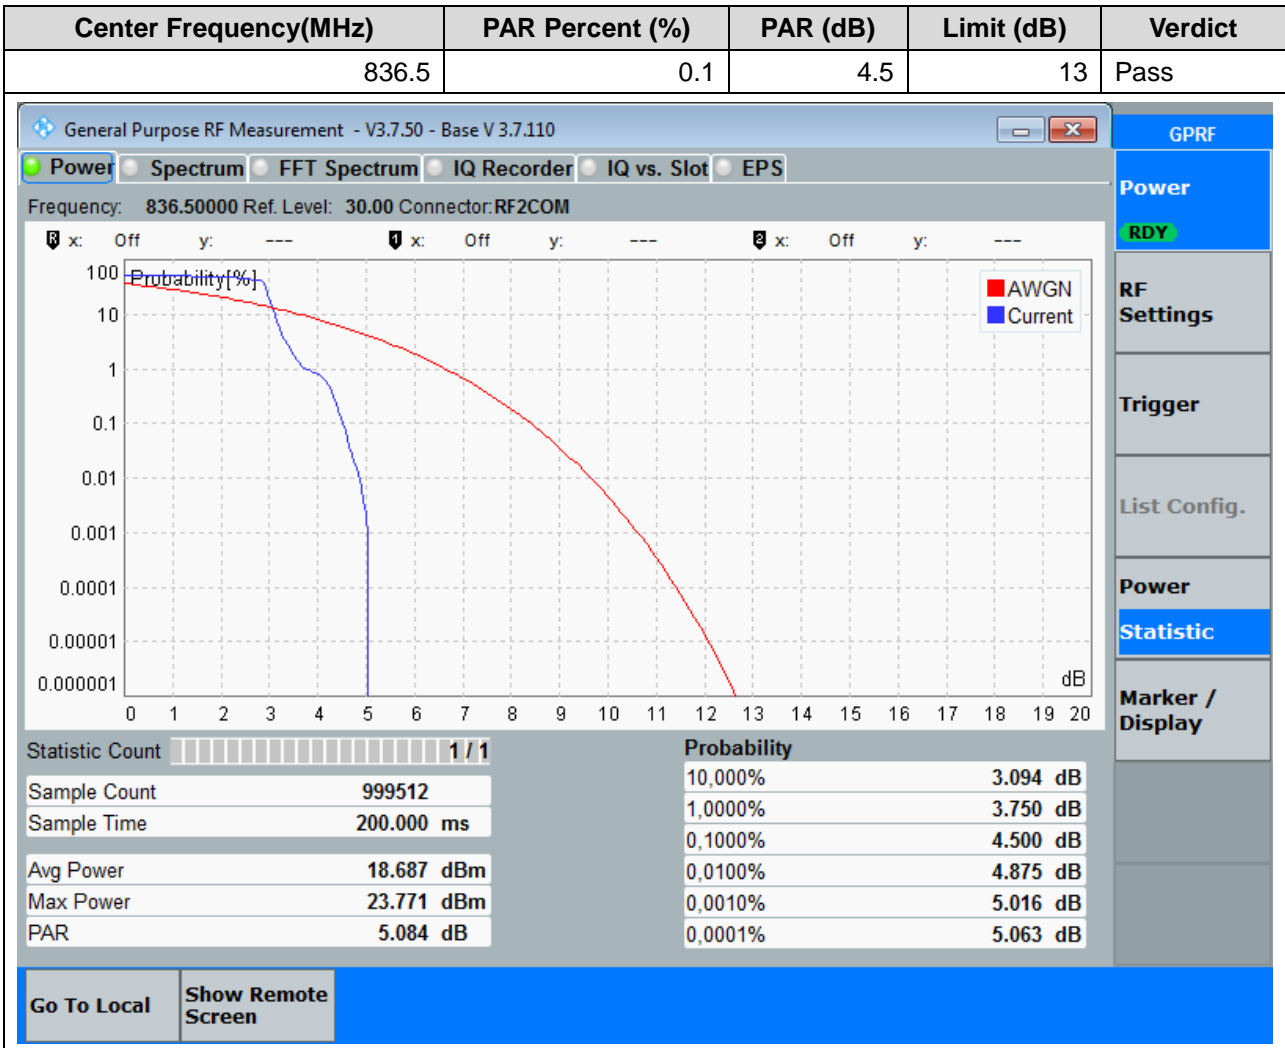 Center Frequency(MHz) PAR Percent (%) PAR (dB) Limit (dB) Verdict
836.5 0.1 4.5 13 Pass
General Purpose RF Measurement - V3.7.50 - Base V 3.7.110
GPRF
Power Spectrum FFT Spectrum IQ Recorder IQ vs. Slot EPS
Frequency: 836.50000 Ref. Level: 30.00 Connector: RF2COM
R x: Off y: --- 1 x: Off y: --- 2 x: Off y: ---
Probability[%]
AWGN
Current
100
10
1
0.1
0.01
0.001
0.0001
0.00001
0.000001
dB
0 1 2 3 4 5 6 7 8 9 10 11 12 13 14 15 16 17 18 19 20
Statistic Count 1 / 1
Sample Count 999512
Sample Time 200.000 ms
Avg Power 18.687 dBm
Max Power 23.771 dBm
PAR 5.084 dB
Probability
10,000% 3.094 dB
1,0000% 3.750 dB
0,1000% 4.500 dB
0,0100% 4.875 dB
0,0010% 5.016 dB
0,0001% 5.063 dB
Power
RDY
RF
Settings
Trigger
List Config.
Power
Statistic
Marker /
Display
Go To Local
Show Remote
Screen